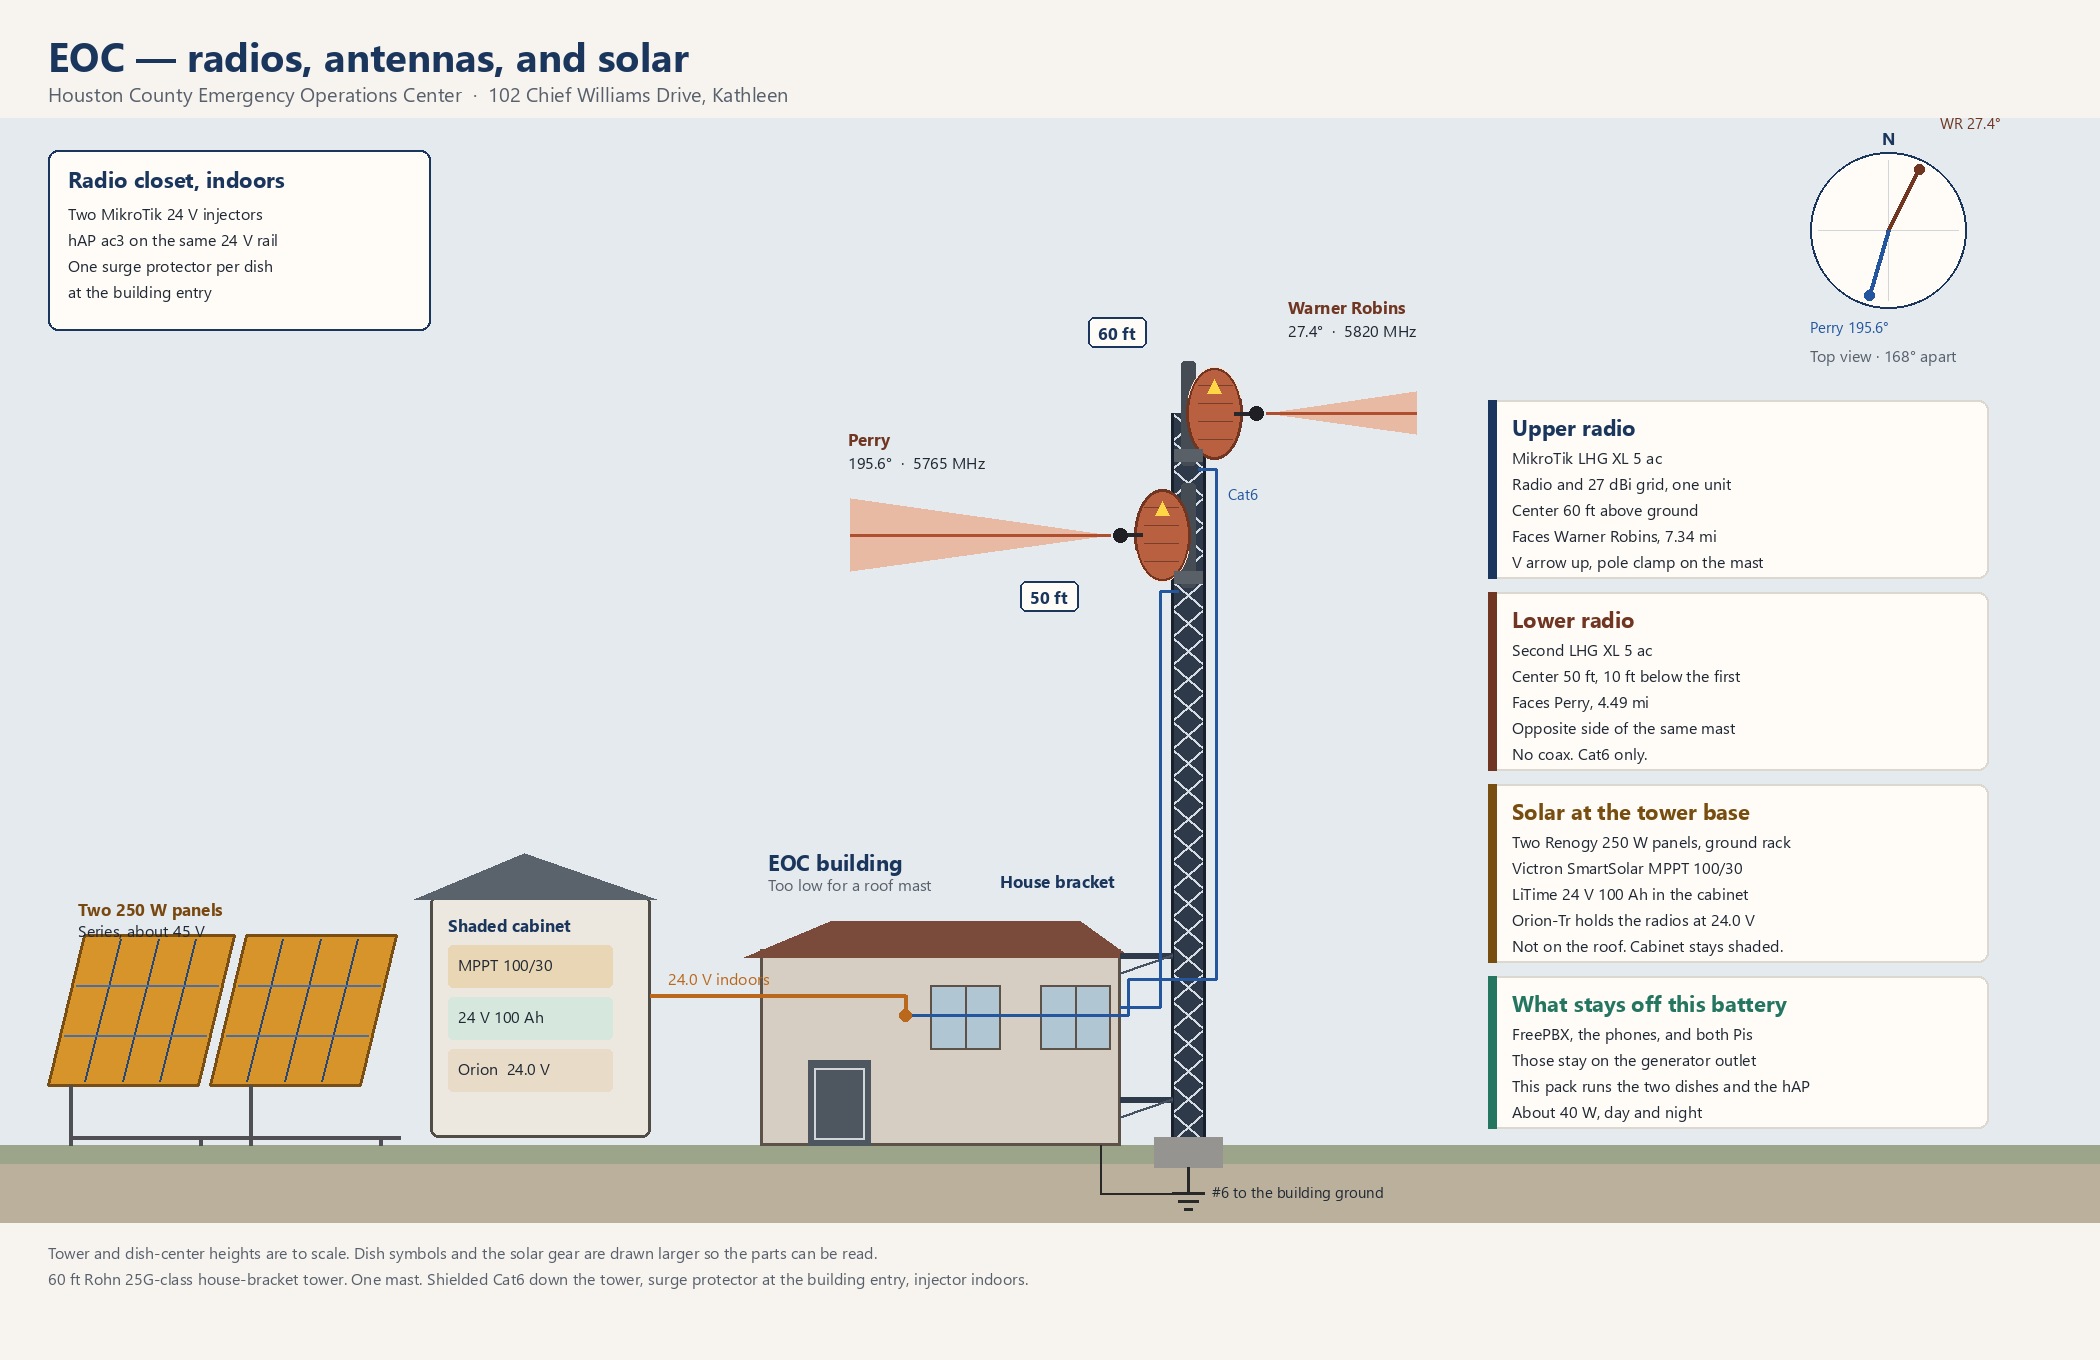 EOC — radios, antennas, and solar
Houston County Emergency Operations Center · 102 Chief Williams Drive, Kathleen
Radio closet, indoors
Two MikroTik 24 V injectors
hAP ac3 on the same 24 V rail
One surge protector per dish
at the building entry
WR 27.4°
N
Perry 195.6°
Top view · 168° apart
60 ft
Warner Robins
27.4° · 5820 MHz
Perry
195.6° · 5765 MHz
Cat6
50 ft
Upper radio
MikroTik LHG XL 5 ac
Radio and 27 dBi grid, one unit
Center 60 ft above ground
Faces Warner Robins, 7.34 mi
V arrow up, pole clamp on the mast
Lower radio
Second LHG XL 5 ac
Center 50 ft, 10 ft below the first
Faces Perry, 4.49 mi
Opposite side of the same mast
No coax. Cat6 only.
Solar at the tower base
Two Renogy 250 W panels, ground rack
Victron SmartSolar MPPT 100/30
LiTime 24 V 100 Ah in the cabinet
Orion-Tr holds the radios at 24.0 V
Not on the roof. Cabinet stays shaded.
What stays off this battery
FreePBX, the phones, and both Pis
Those stay on the generator outlet
This pack runs the two dishes and the hAP
About 40 W, day and night
Two 250 W panels
Series, about 45 V
Shaded cabinet
MPPT 100/30
24 V 100 Ah
Orion 24.0 V
24.0 V indoors
EOC building
Too low for a roof mast
House bracket
#6 to the building ground
Tower and dish-center heights are to scale. Dish symbols and the solar gear are drawn larger so the parts can be read.
60 ft Rohn 25G-class house-bracket tower. One mast. Shielded Cat6 down the tower, surge protector at the building entry, injector indoors.